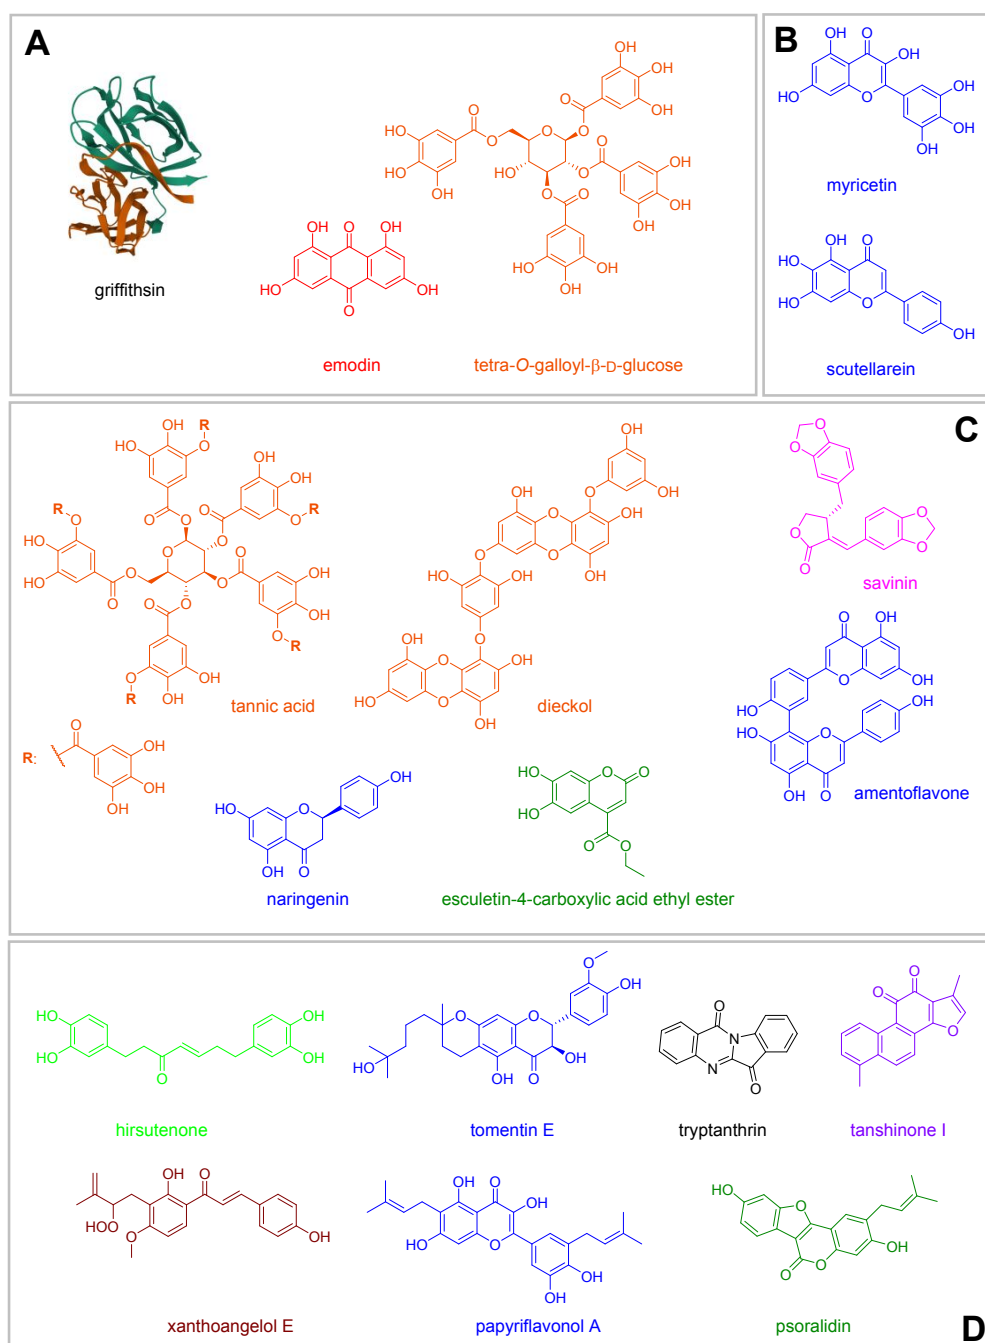 A
griffithsin
emodin
tetra-O-galloyl-β-D-glucose
B
myricetin
scutellarein
C
tannic acid
R:
dieckol
savinin
amentoflavone
naringenin
esculetin-4-carboxylic acid ethyl ester
hirsutenone
tomentin E
tryptanthrin
tanshinone I
xanthoangelol E
papyriflavonol A
psoralidin
D